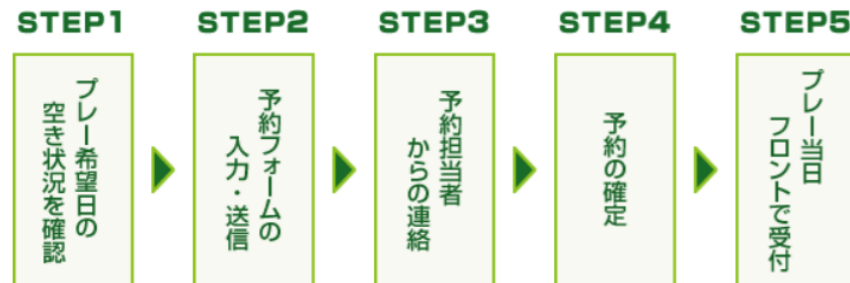 STEP1
プレー希望日の
空き状況を確認
STEP2
予約フォームの
入力・送信
STEP3
予約担当者
からの連絡
STEP4
予約の確定
STEP5
プレー当日
フロントで受付